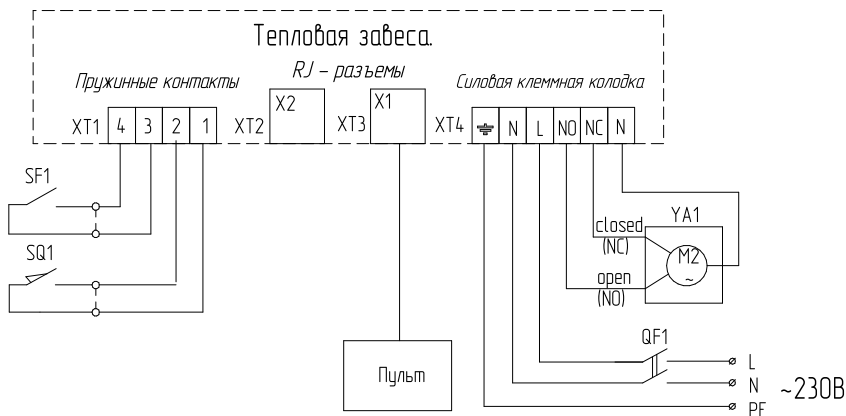 Тепловая завеса.
Пружинные контакты
RJ – разъемы
Силовая клеммная колодка
XT1 4 3 2 1
XT2 X2
XT3 X1
XT4 N L NO NC N
SF1
SQ1
closed
(NC)
YA1
M2
~
open
(NO)
Пульт
QF1
L
N
~230В
PE